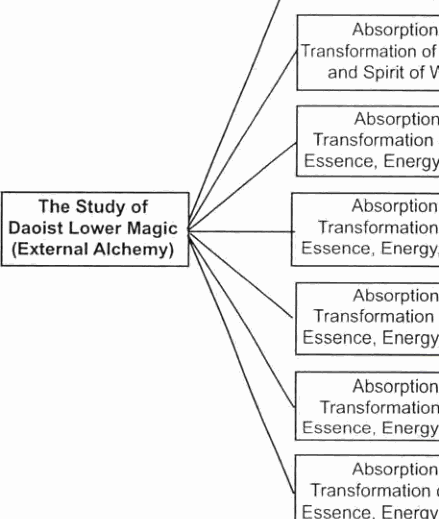 Absorption
Transformation of
and Spirit of
Absorption
Transformation
Essence, Energy
The Study of
Daoist Lower Magic
(External Alchemy)
Absorption
Transformation
Essence, Energy,
Absorption
Transformation
Essence, Energy
Absorption
Transformation
Essence, Energy
Absorption
Transformation
Essence, Energy